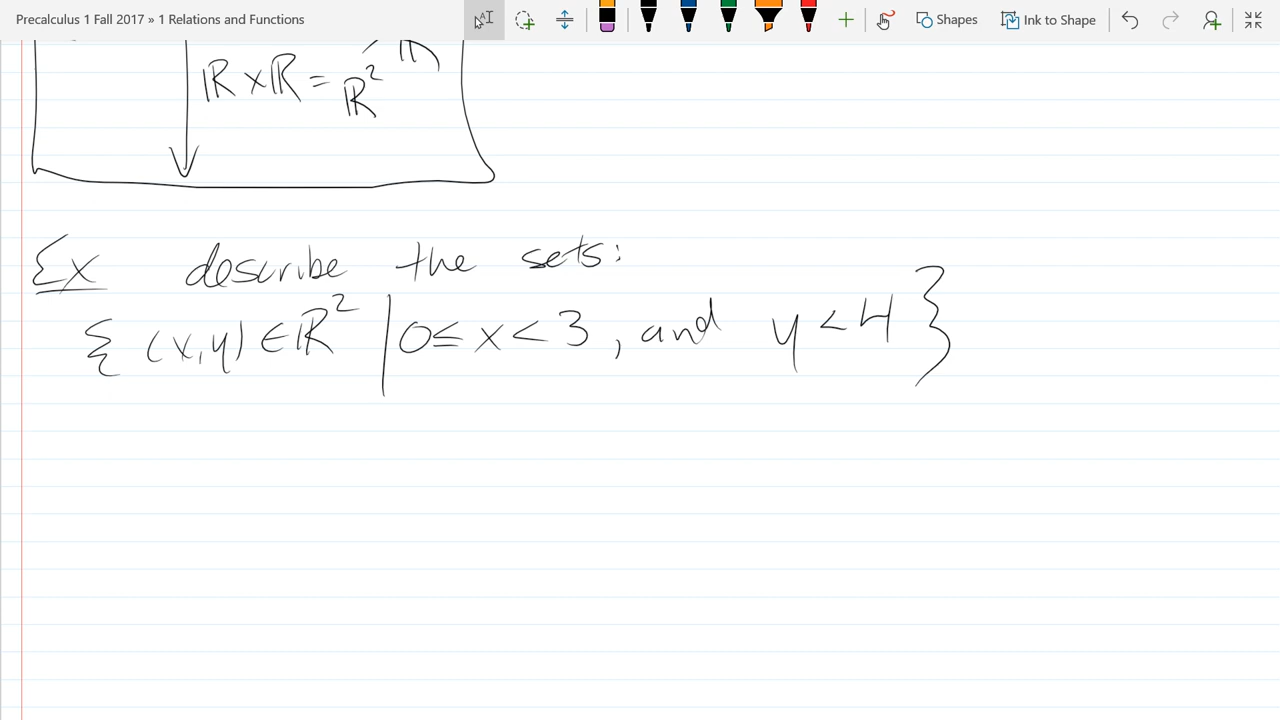 Precalculus 1 Fall 2017 » 1 Relations and Functions
Shapes
Ink to Shape
ℝ × ℝ = ℝ² ℝ
Ex describe the sets:
{ (x,y) ∈ ℝ² | 0 ≤ x < 3 , and y < 4 }